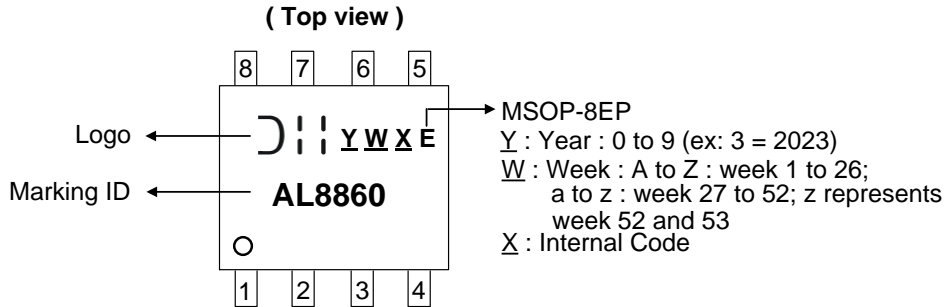 ( Top view )
8 7 6 5
Logo
Y W X E
Marking ID
AL8860
1 2 3 4
MSOP-8EP
Y : Year : 0 to 9 (ex: 3 = 2023)
W : Week : A to Z : week 1 to 26;
a to z : week 27 to 52; z represents
week 52 and 53
X : Internal Code